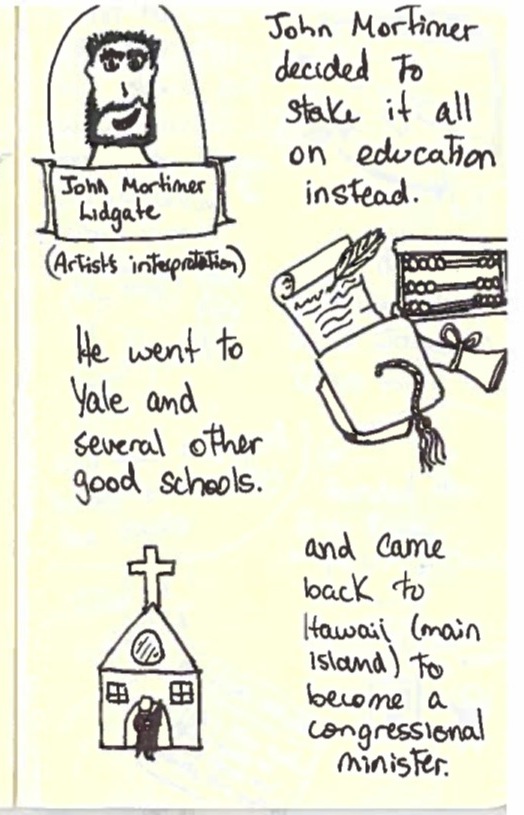 John Mortimer
Lidgate
(Artist's interpretation)
John Mortimer
decided to
stake it all
on education
instead.
He went to
Yale and
several other
good schools.
and came
back to
Hawaii (main
island) to
become a
congressional
minister.